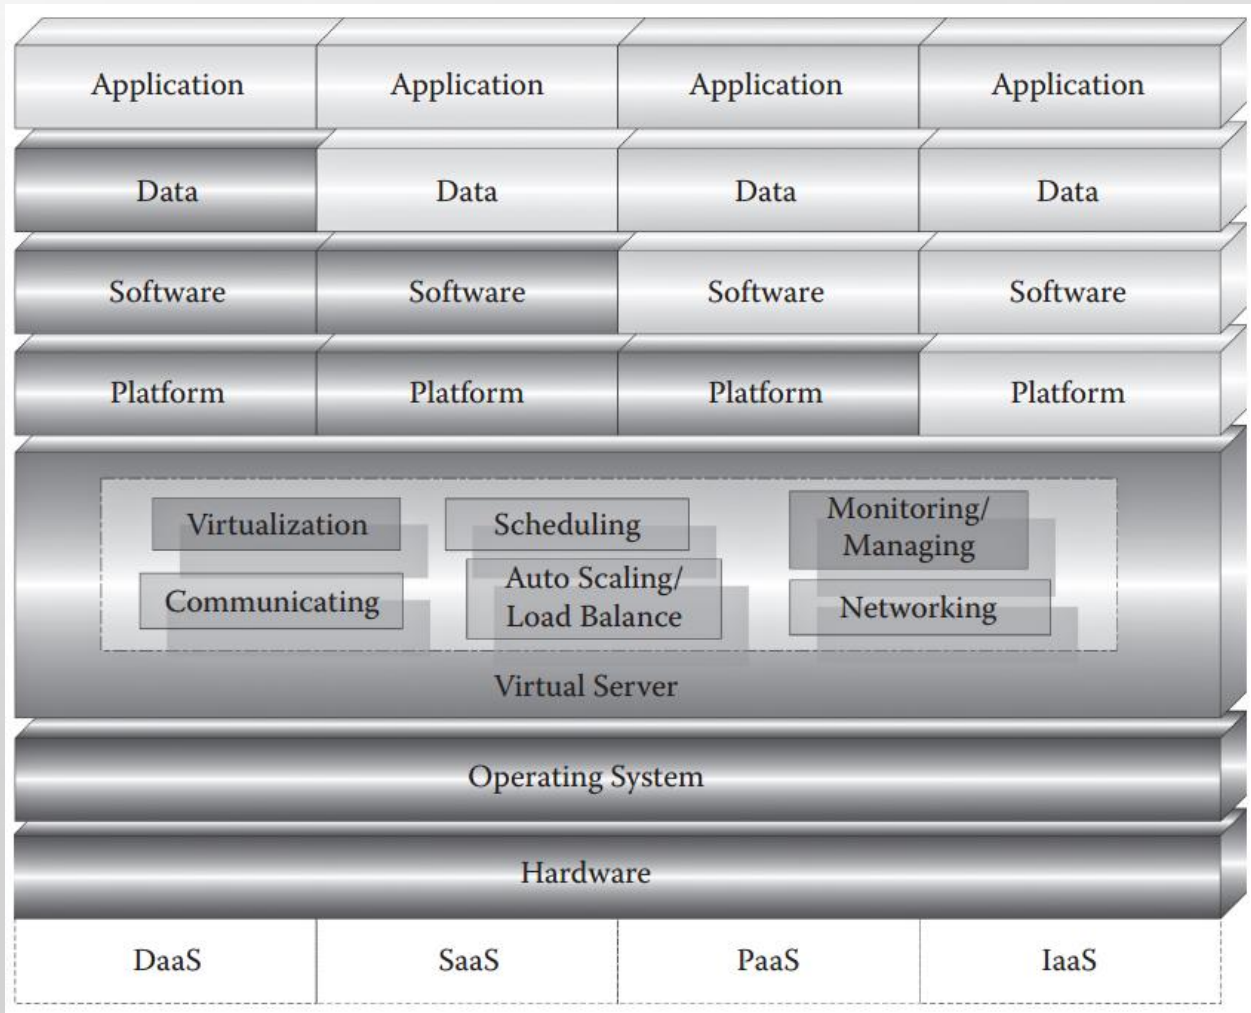 Application
Application
Application
Application
Data
Data
Data
Data
Software
Software
Software
Software
Platform
Platform
Platform
Platform
Virtualization
Scheduling
Monitoring/
Managing
Communicating
Auto Scaling/
Load Balance
Networking
Virtual Server
Operating System
Hardware
DaaS
SaaS
PaaS
IaaS